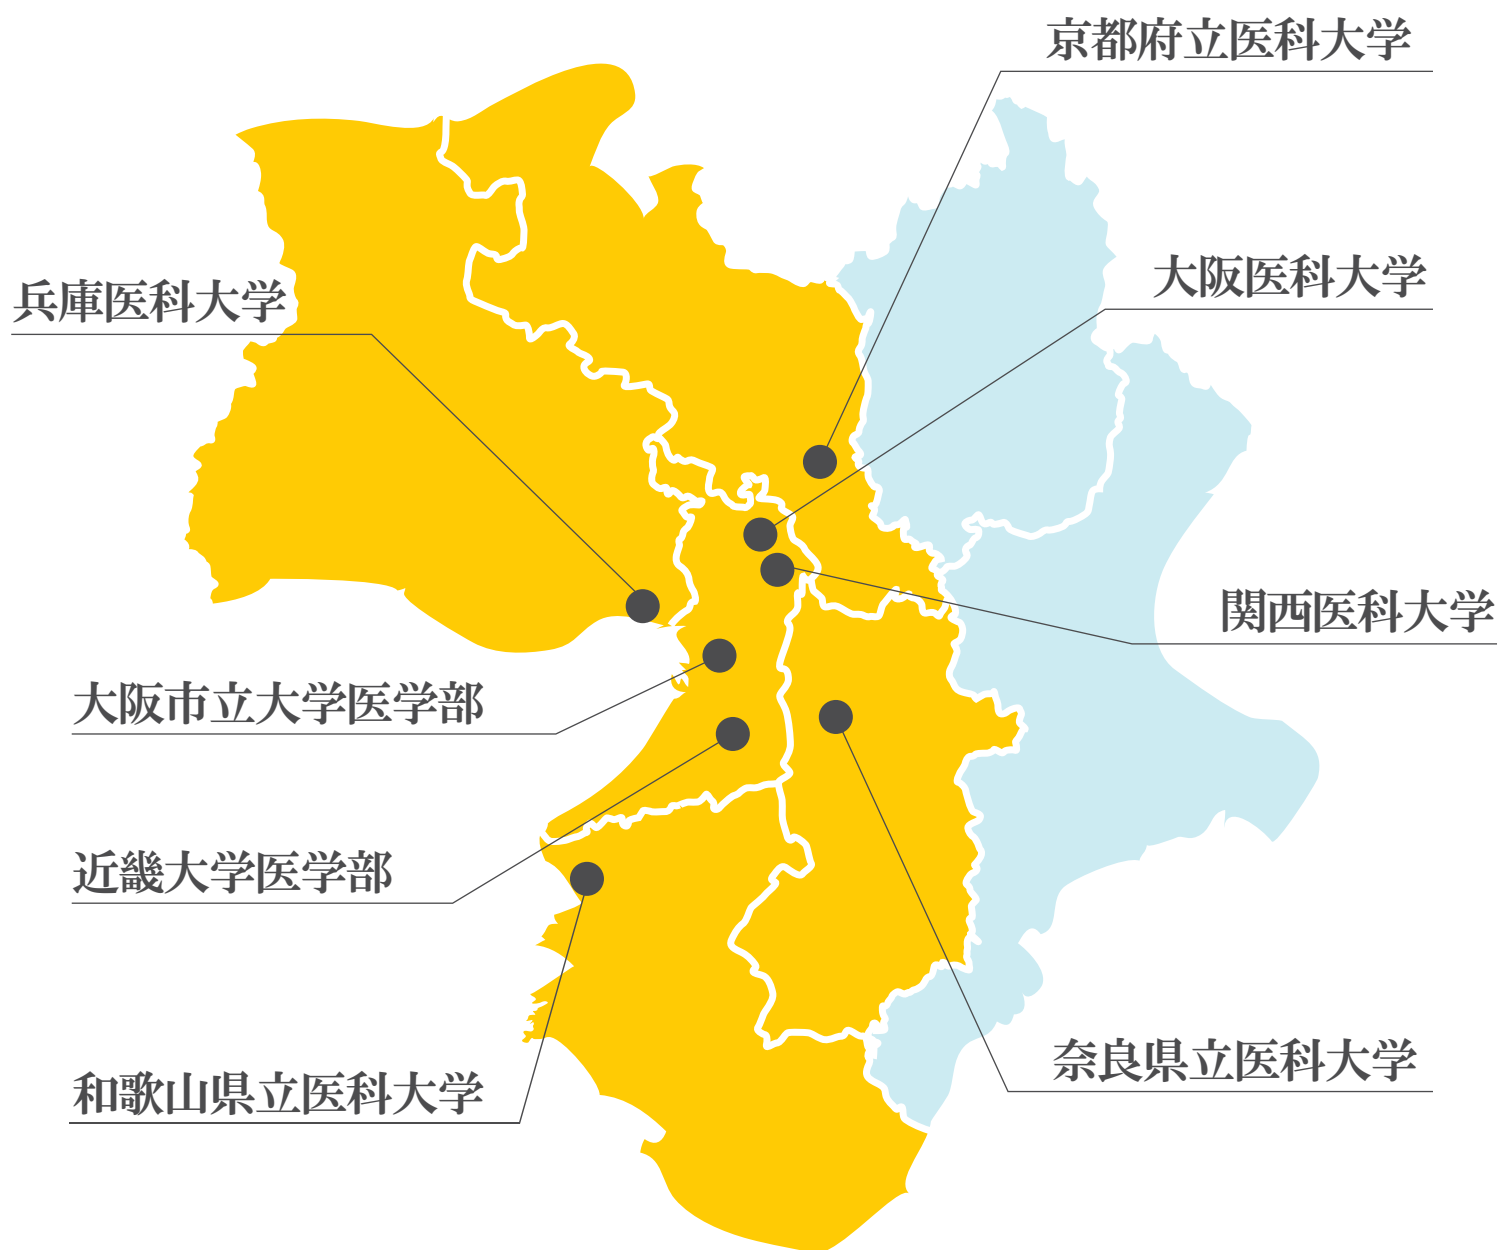 京都府立医科大学
大阪医科大学
兵庫医科大学
関西医科大学
大阪市立大学医学部
近畿大学医学部
奈良県立医科大学
和歌山県立医科大学